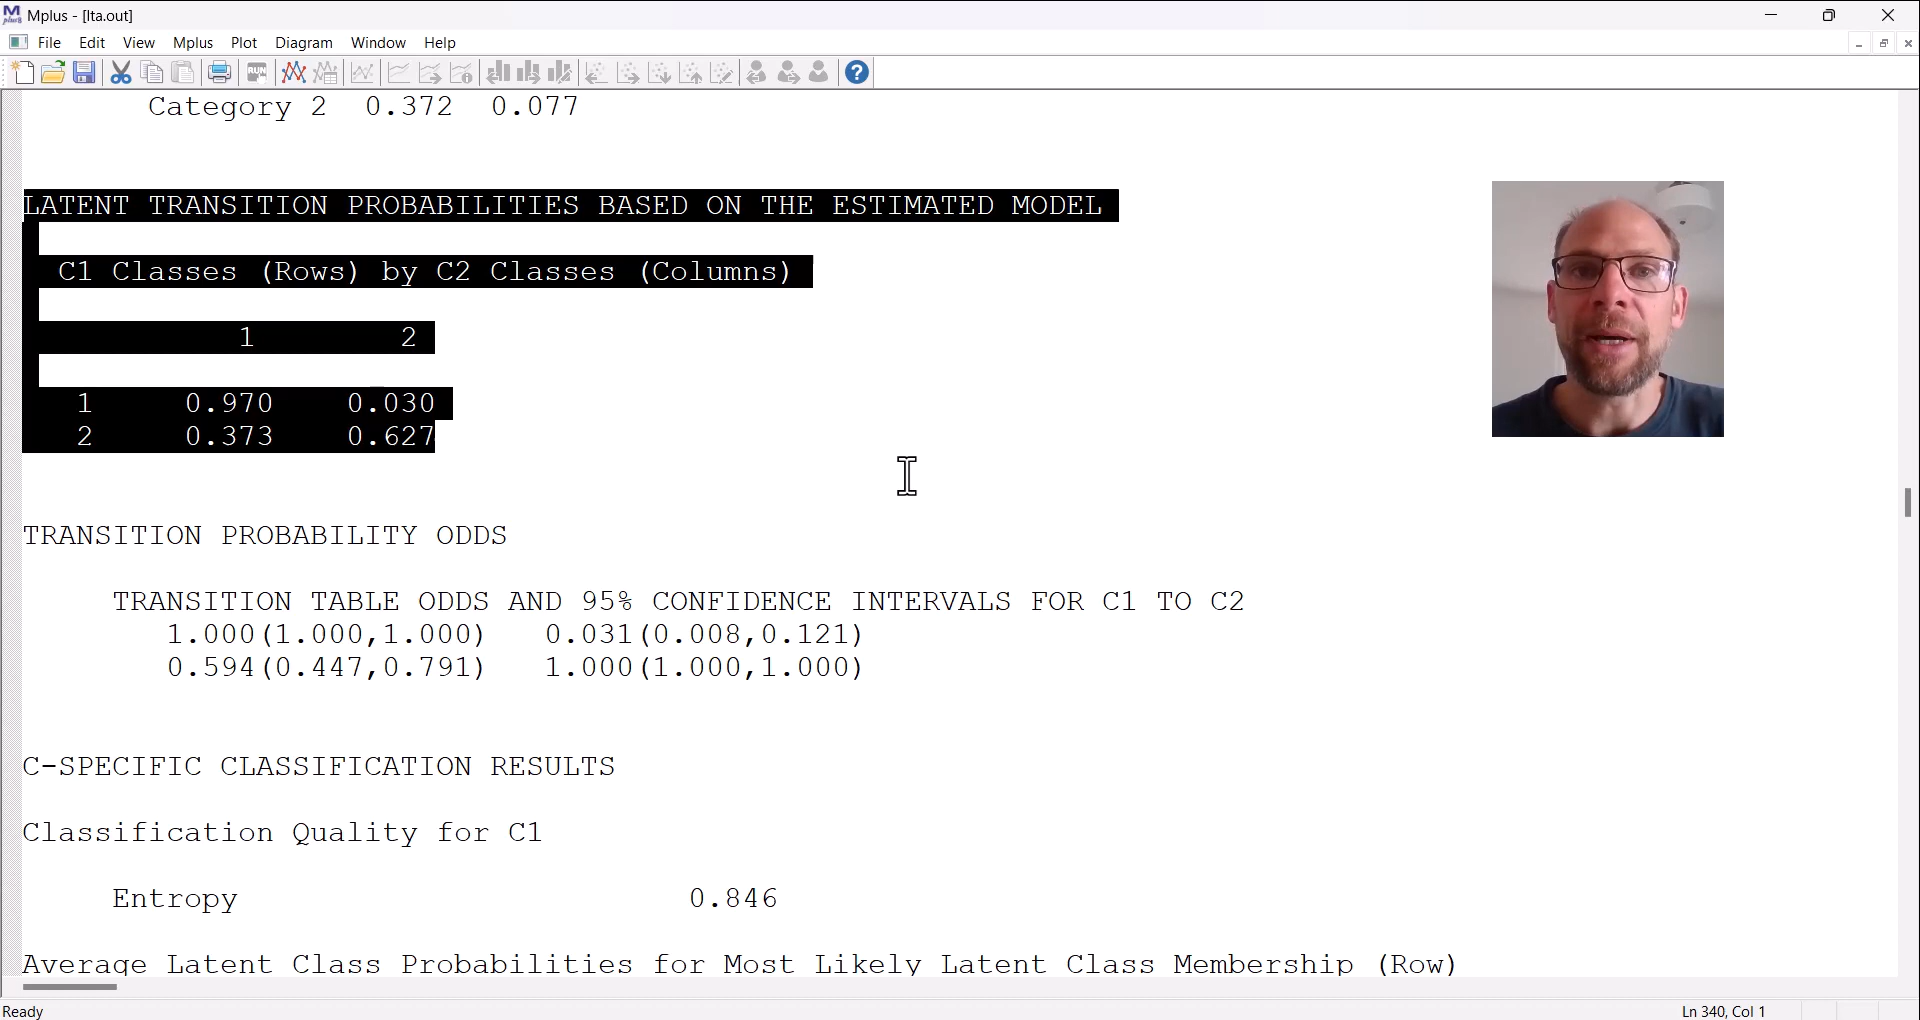 Mplus - [lta.out]
File Edit View Mplus Plot Diagram Window Help
Category 2 0.372 0.077
LATENT TRANSITION PROBABILITIES BASED ON THE ESTIMATED MODEL
C1 Classes (Rows) by C2 Classes (Columns)
1 2
1 0.970 0.030
2 0.373 0.627
TRANSITION PROBABILITY ODDS
TRANSITION TABLE ODDS AND 95% CONFIDENCE INTERVALS FOR C1 TO C2
1.000(1.000,1.000) 0.031(0.008,0.121)
0.594(0.447,0.791) 1.000(1.000,1.000)
C-SPECIFIC CLASSIFICATION RESULTS
Classification Quality for C1
Entropy 0.846
Average Latent Class Probabilities for Most Likely Latent Class Membership (Row)
Ready
Ln 340, Col 1